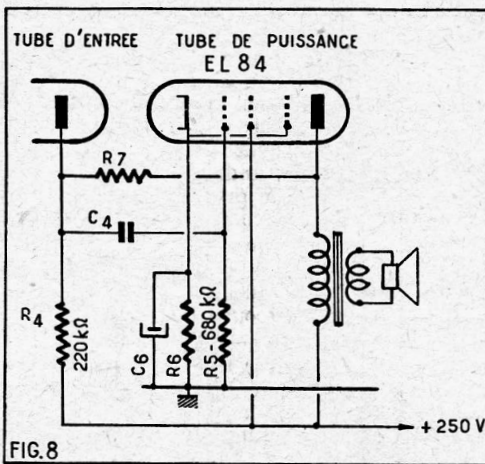 TUBE D'ENTREE
TUBE DE PUISSANCE
EL 84
R7
C4
R4
220 kΩ
C6
R6
R5-680 kΩ
+ 250 V
FIG.8